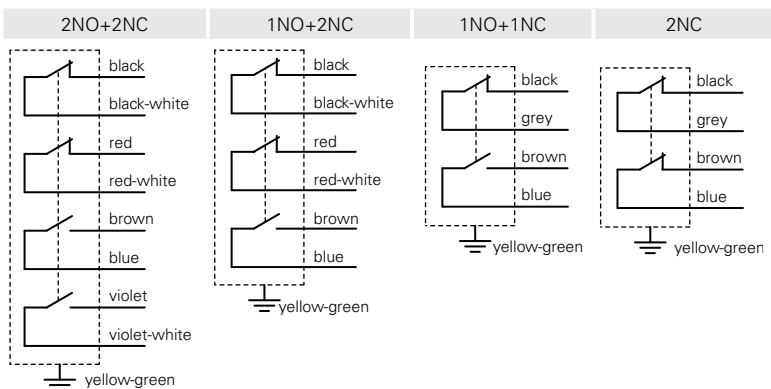 2NO+2NC
black
black-white
red
red-white
brown
blue
violet
violet-white
yellow-green
1NO+2NC
black
black-white
red
red-white
brown
blue
yellow-green
1NO+1NC
black
grey
brown
blue
yellow-green
2NC
black
grey
brown
blue
yellow-green